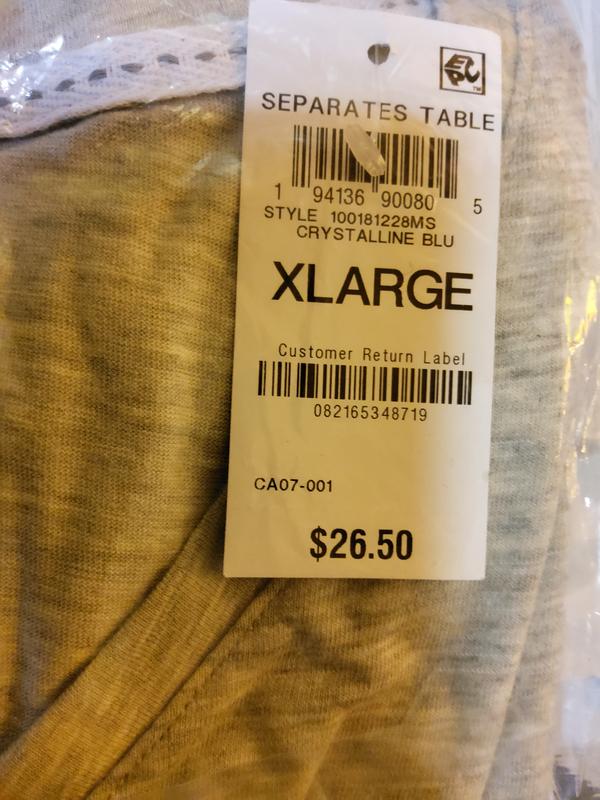 EPC™
SEPARATES TABLE
1 94136 90080 5
STYLE 100181228MS
CRYSTALLINE BLU
XLARGE
Customer Return Label
082165348719
CA07-001
$26.50